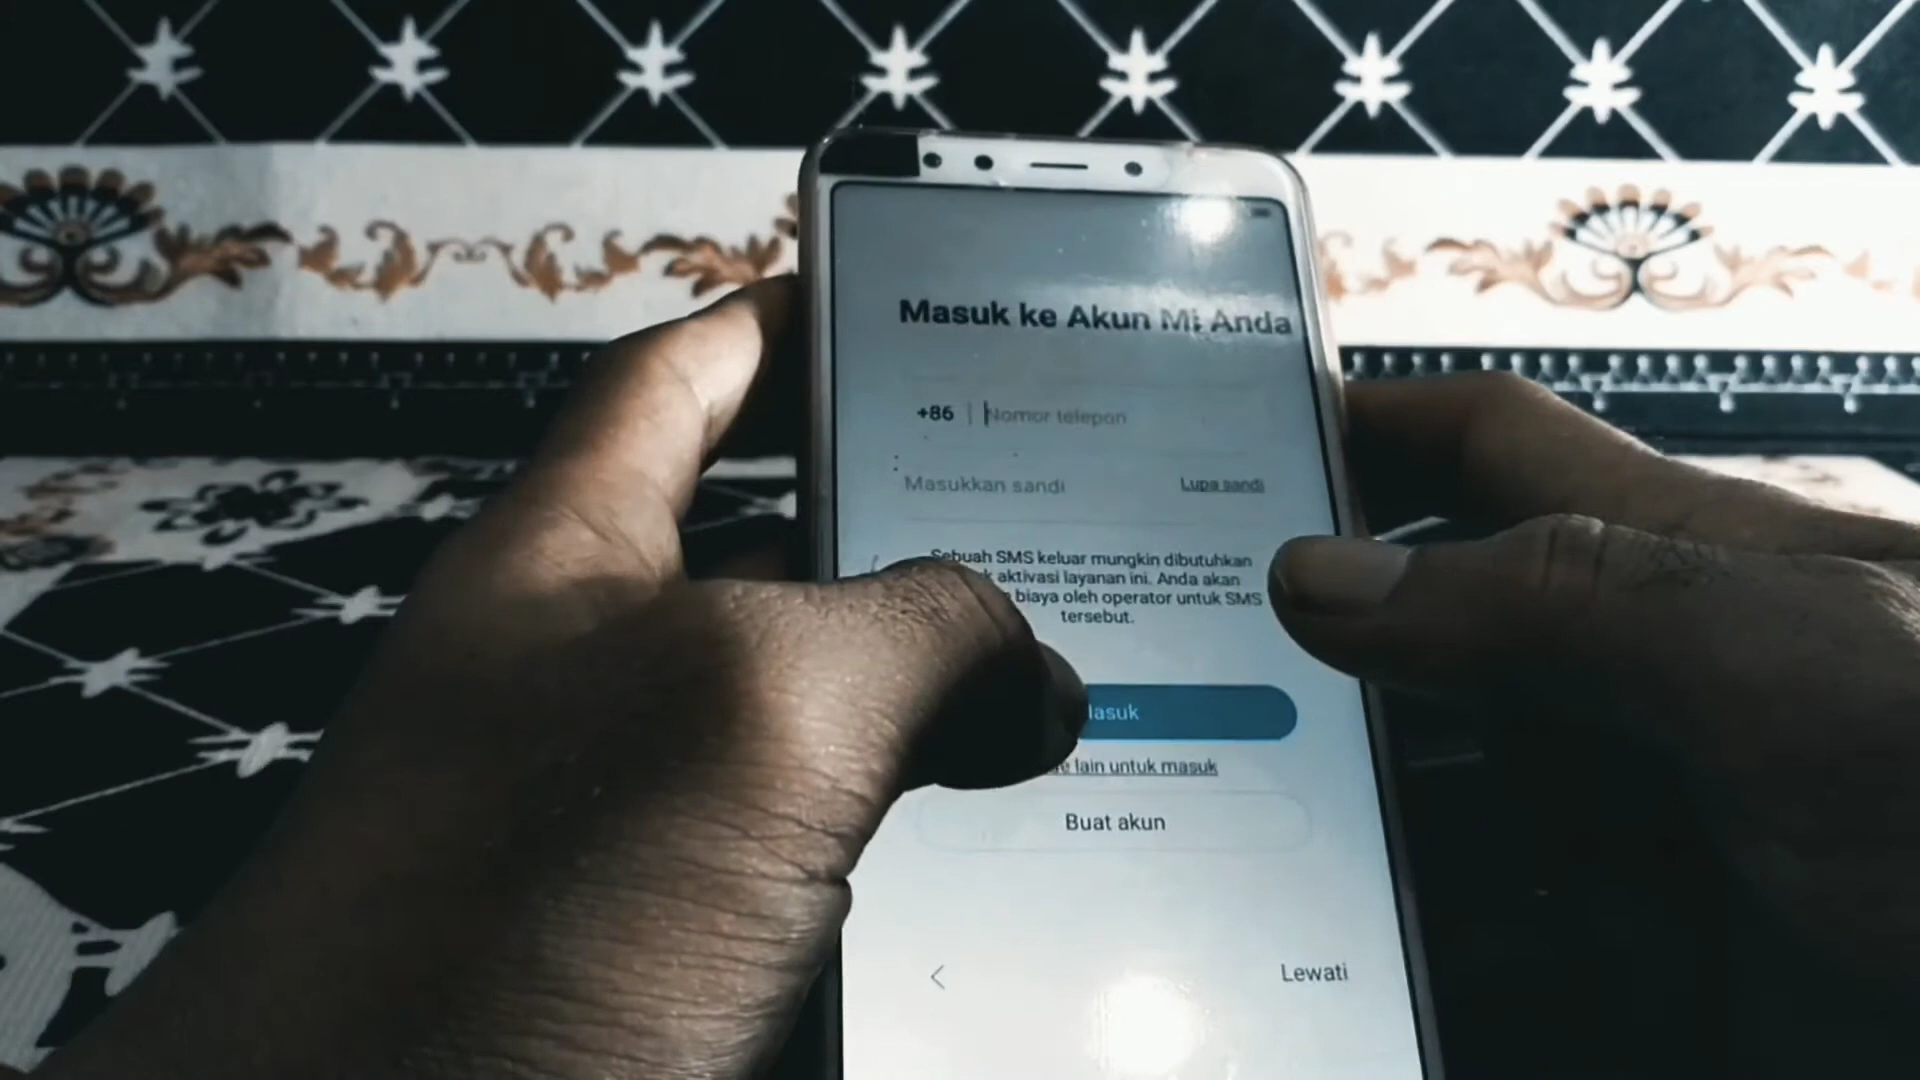 Masuk ke Akun Mi Anda
+86 Nomor telepon
Masukkan sandi Lupa sandi
Sebuah SMS keluar mungkin dibutuhkan
aktivasi layanan ini. Anda akan
biaya oleh operator untuk SMS
tersebut.
lain untuk masuk
Buat akun
< Lewati